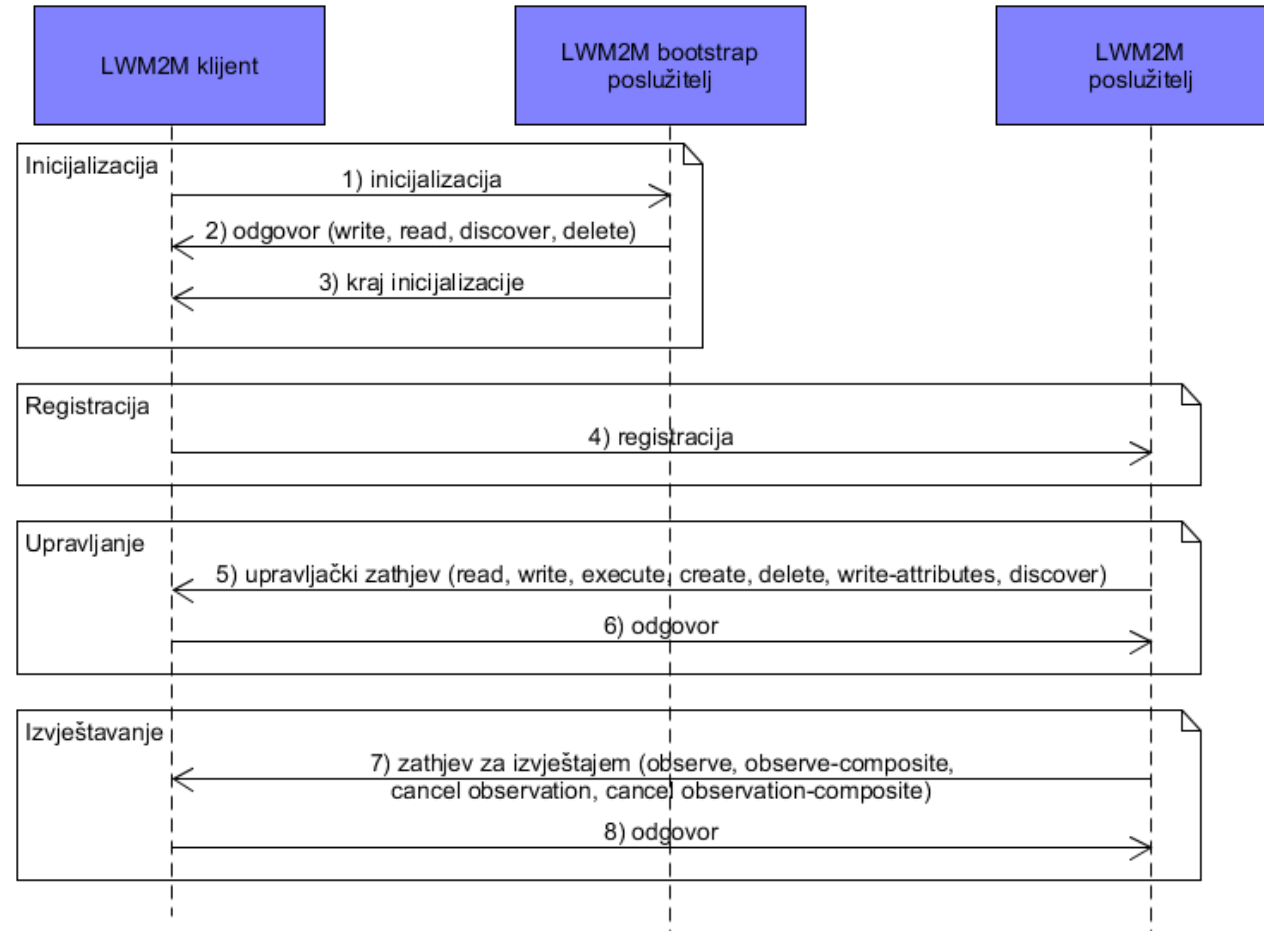 LWM2M klijent
LWM2M bootstrap
poslužitelj
LWM2M
poslužitelj
Inicijalizacija
1) inicijalizacija
2) odgovor (write, read, discover, delete)
3) kraj inicijalizacije
Registracija
4) registracija
Upravljanje
5) upravljački zathjev (read, write, execute, create, delete, write-attributes, discover)
6) odgovor
Izvještavanje
7) zathjev za izvještajem (observe, observe-composite,
cancel observation, cancel observation-composite)
8) odgovor